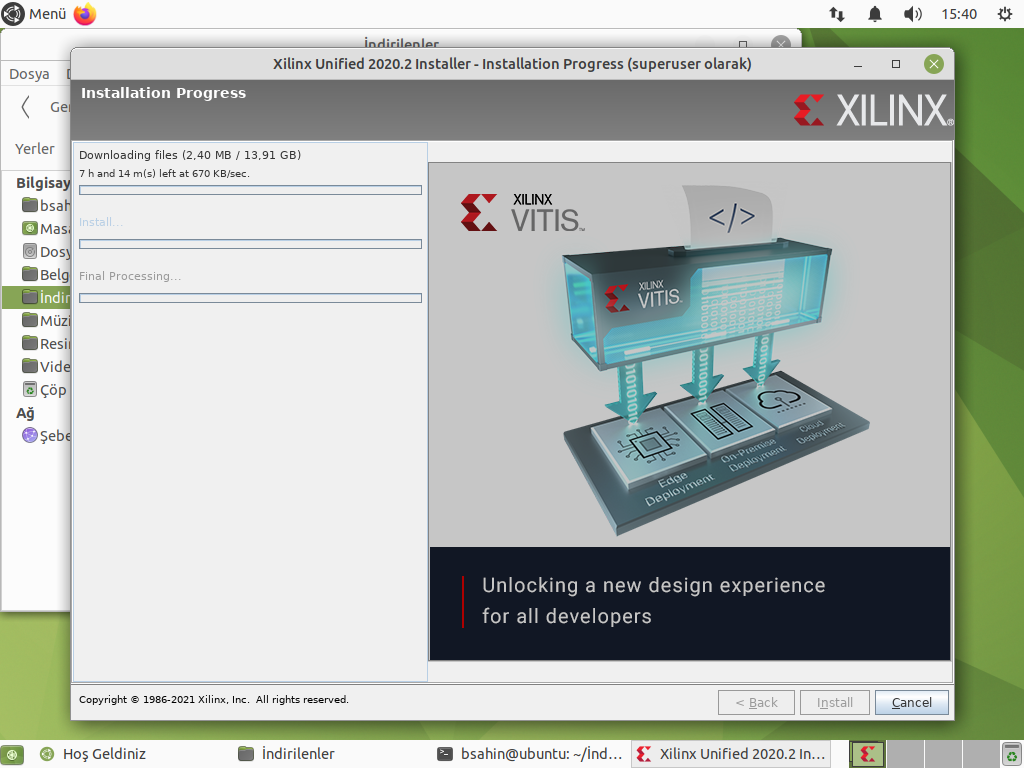 Menü
15:40
İndirilenler
Xilinx Unified 2020.2 Installer - Installation Progress (superuser olarak)
Dosya
Installation Progress
XILINX®
Yerler
Bilgisay
bsah
Mas
Dosy
Belg
İndir
Müzi
Resi
Vide
Çöp
Ağ
Şebe
Downloading files (2,40 MB / 13,91 GB)
7 h and 14 m(s) left at 670 KB/sec.
Install...
Final Processing...
XILINX
VITIS™
</>
XILINX
VITIS™
Edge
Deployment
On-Premise
Deployment
Cloud
Deployment
Unlocking a new design experience
for all developers
Copyright © 1986-2021 Xilinx, Inc. All rights reserved.
< Back
Install
Cancel
Hoş Geldiniz
İndirilenler
bsahin@ubuntu: ~/İnd...
Xilinx Unified 2020.2 In...